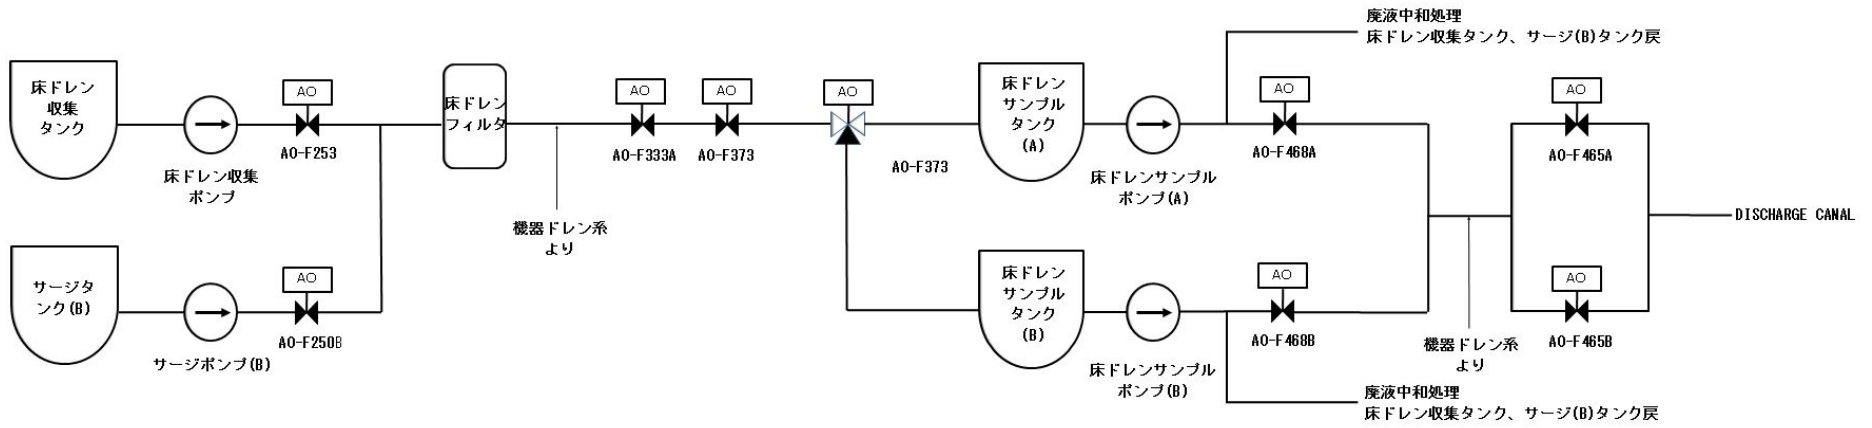 廃液中和処理
床ドレン収集タンク、サージ(B)タンク戻
床ドレン
収集
タンク
AO
AO-F253
床ドレン収集
ポンプ
床ドレン
フィルタ
機器ドレン系
より
AO
AO-F333A
AO
AO-F373
AO
AO-F373
床ドレン
サンプル
タンク
(A)
床ドレンサンプル
ポンプ(A)
AO
AO-F468A
AO
AO-F465A
DISCHARGE CANAL
サージタ
ンク(B)
サージポンプ(B)
AO
AO-F250B
床ドレン
サンプル
タンク
(B)
床ドレンサンプル
ポンプ(B)
AO
AO-F468B
機器ドレン系
より
AO
AO-F465B
廃液中和処理
床ドレン収集タンク、サージ(B)タンク戻